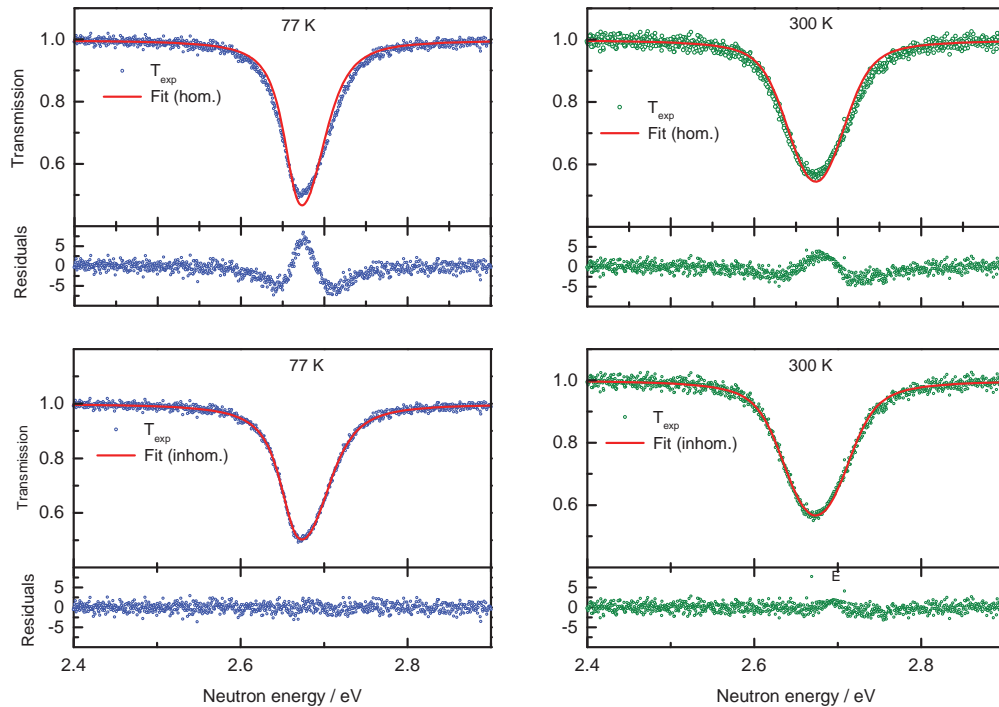 77 K
1.0
0.8
0.6
Transmission
T_exp
Fit (hom.)
5
0
-5
Residuals
300 K
1.0
0.8
0.6
T_exp
Fit (hom.)
5
0
-5
77 K
1.0
0.8
0.6
Transmission
T_exp
Fit (inhom.)
5
0
-5
Residuals
2.4
2.6
2.8
Neutron energy / eV
300 K
1.0
0.8
0.6
T_exp
Fit (inhom.)
E
5
0
-5
2.4
2.6
2.8
Neutron energy / eV